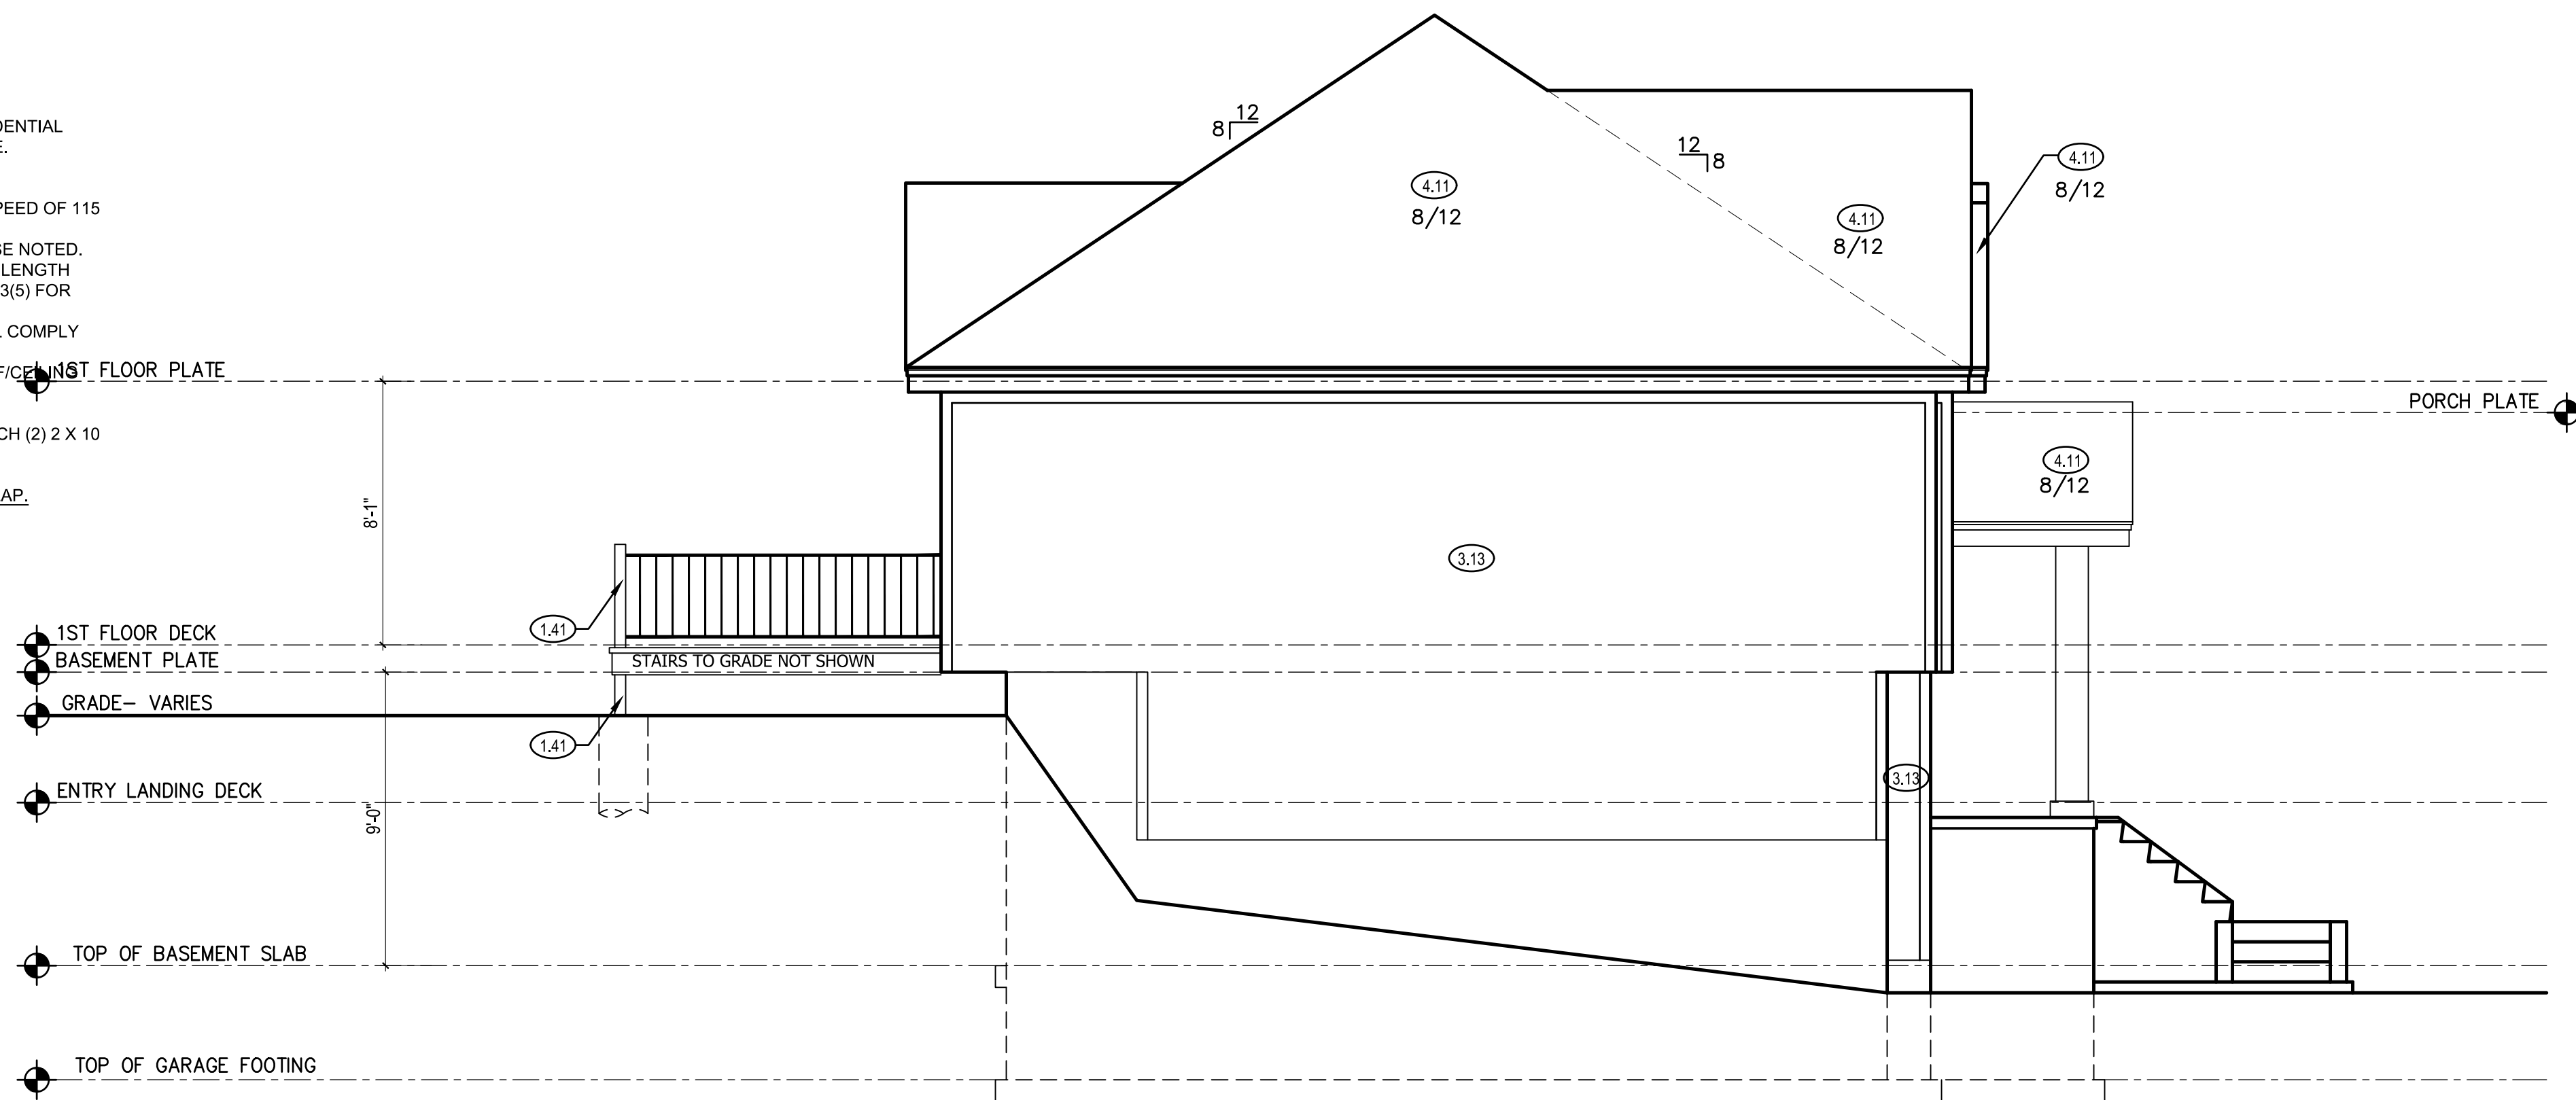 DENTIAL
E.
PEED OF 115
SE NOTED.
LENGTH
3(5) FOR
COMPLY
F/CEILING
CH (2) 2 X 10
AP.
12
8
12
8
4.11
8/12
4.11
8/12
4.11
8/12
1ST FLOOR PLATE
PORCH PLATE
4.11
8/12
8'-1"
3.13
1.41
1ST FLOOR DECK
BASEMENT PLATE
STAIRS TO GRADE NOT SHOWN
GRADE- VARIES
1.41
3.13
ENTRY LANDING DECK
9'-0"
TOP OF BASEMENT SLAB
TOP OF GARAGE FOOTING